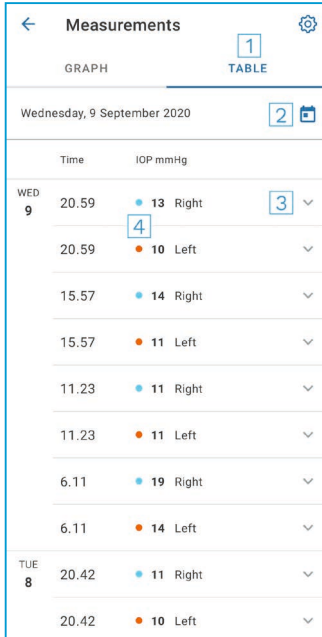 Measurements
1
GRAPH TABLE
Wednesday, 9 September 2020 2
Time IOP mmHg
WED
9
20.59 13 Right 3
4
20.59 10 Left
15.57 14 Right
15.57 11 Left
11.23 11 Right
11.23 11 Left
6.11 19 Right
6.11 14 Left
TUE
8
20.42 11 Right
20.42 10 Left